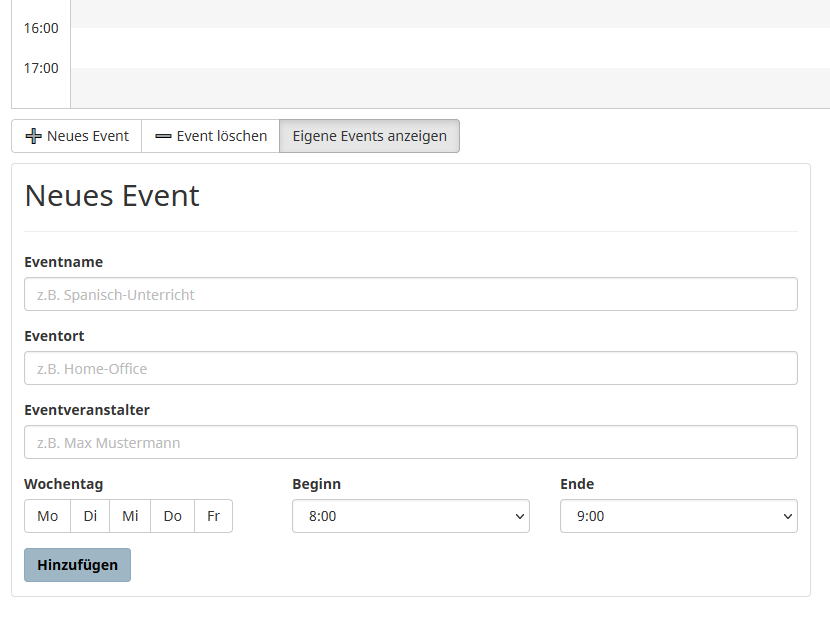 16:00
17:00
Neues Event Event löschen Eigene Events anzeigen
Neues Event
Eventname
z.B. Spanisch-Unterricht
Eventort
z.B. Home-Office
Eventveranstalter
z.B. Max Mustermann
Wochentag Beginn Ende
Mo Di Mi Do Fr 8:00 9:00
Hinzufügen